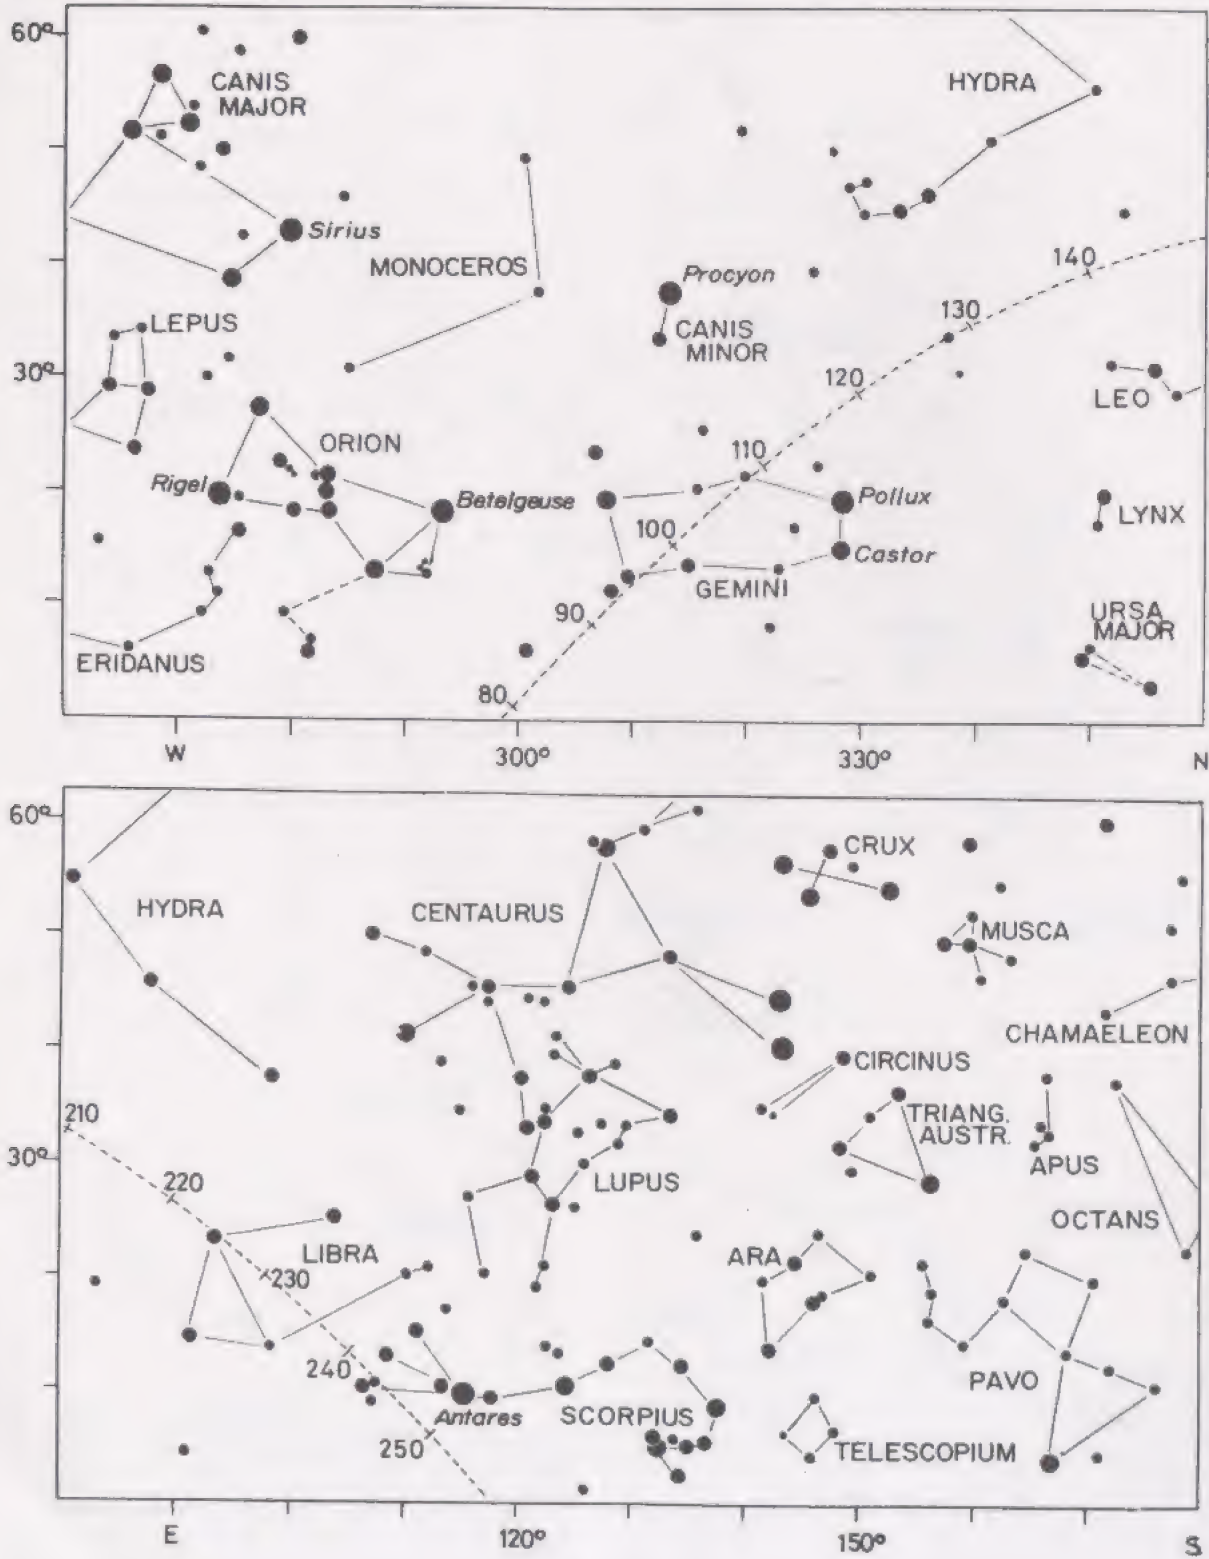 60°
CANIS
MAJOR
HYDRA
Sirius
MONOCEROS
Procyon
140
130
CANIS
MINOR
LEPUS
30°
120
LEO
ORION
110
Rigel
Betelgeuse
Pollux
LYNX
100
Castor
GEMINI
90
URSA
MAJOR
ERIDANUS
80
W
300°
330°
N
60°
CRUX
HYDRA
CENTAURUS
MUSCA
CHAMAELEON
CIRCINUS
210
TRIANG.
AUSTR.
30°
APUS
220
LUPUS
OCTANS
LIBRA
ARA
230
240
PAVO
Antares
SCORPIUS
250
TELESCOPIUM
E
120°
150°
S